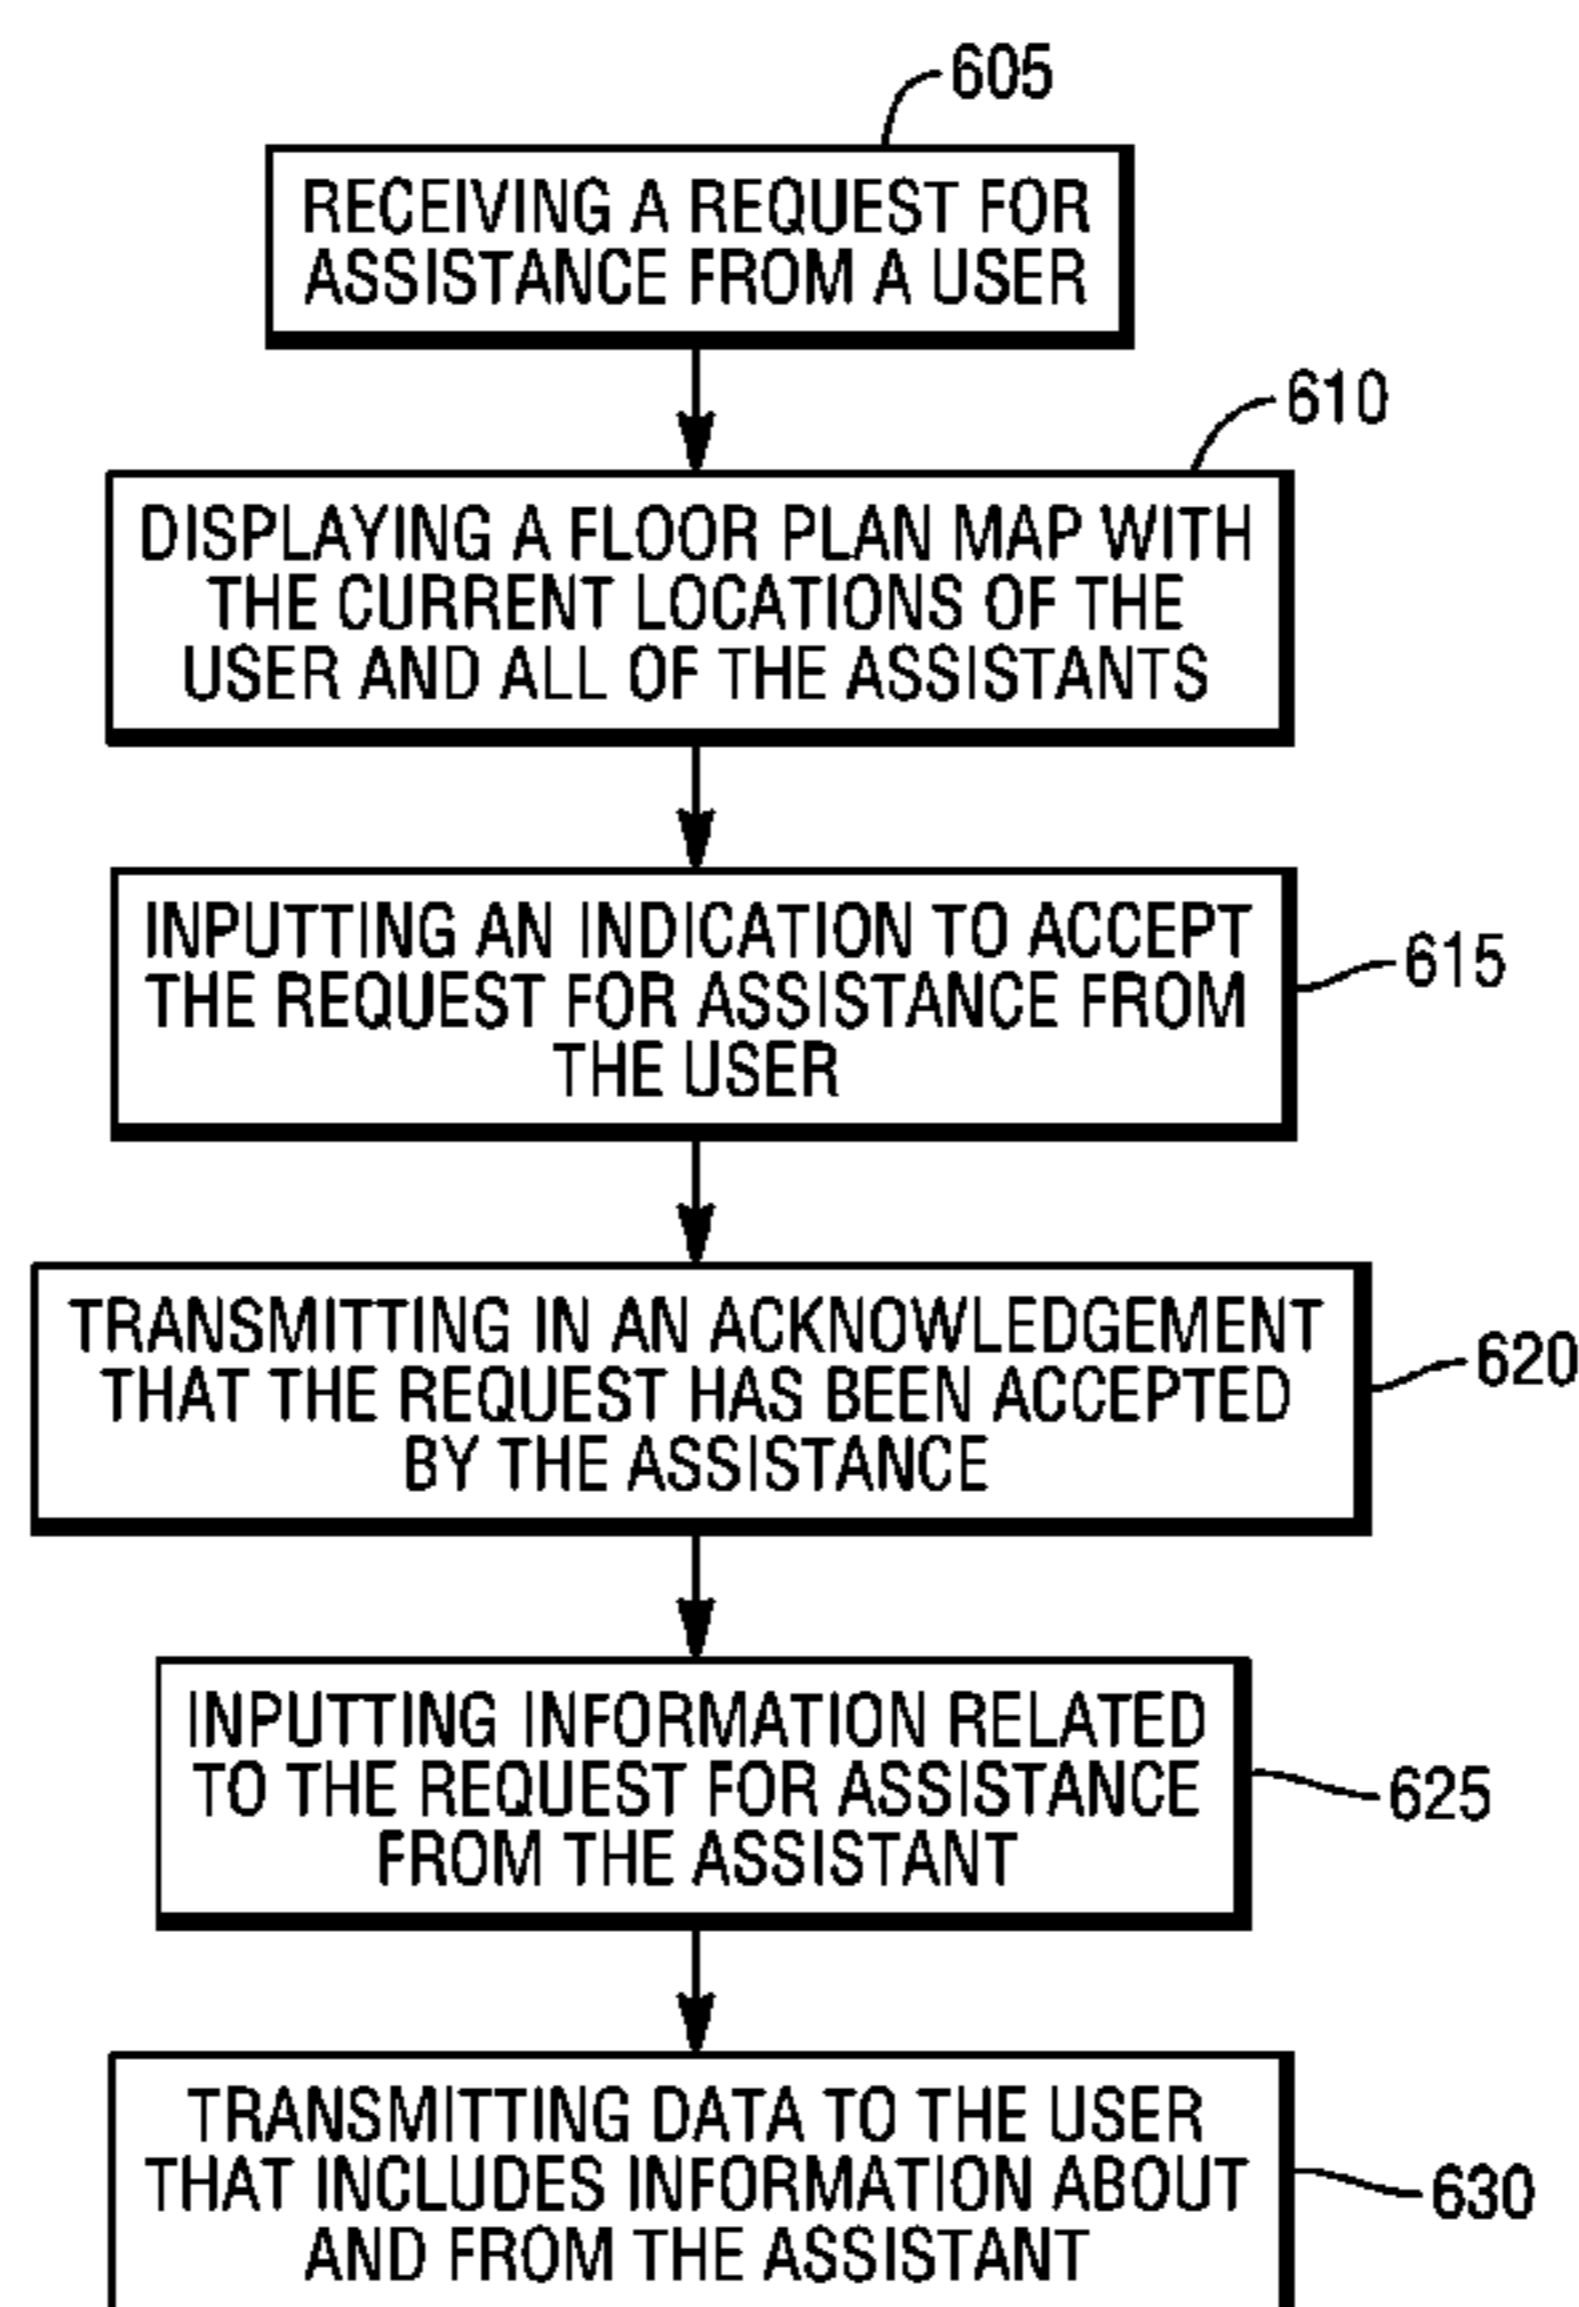 605
RECEIVING A REQUEST FOR
ASSISTANCE FROM A USER
610
DISPLAYING A FLOOR PLAN MAP WITH
THE CURRENT LOCATIONS OF THE
USER AND ALL OF THE ASSISTANTS
INPUTTING AN INDICATION TO ACCEPT
THE REQUEST FOR ASSISTANCE FROM
THE USER
615
TRANSMITTING IN AN ACKNOWLEDGEMENT
THAT THE REQUEST HAS BEEN ACCEPTED
BY THE ASSISTANCE
620
INPUTTING INFORMATION RELATED
TO THE REQUEST FOR ASSISTANCE
FROM THE ASSISTANT
625
TRANSMITTING DATA TO THE USER
THAT INCLUDES INFORMATION ABOUT
AND FROM THE ASSISTANT
630